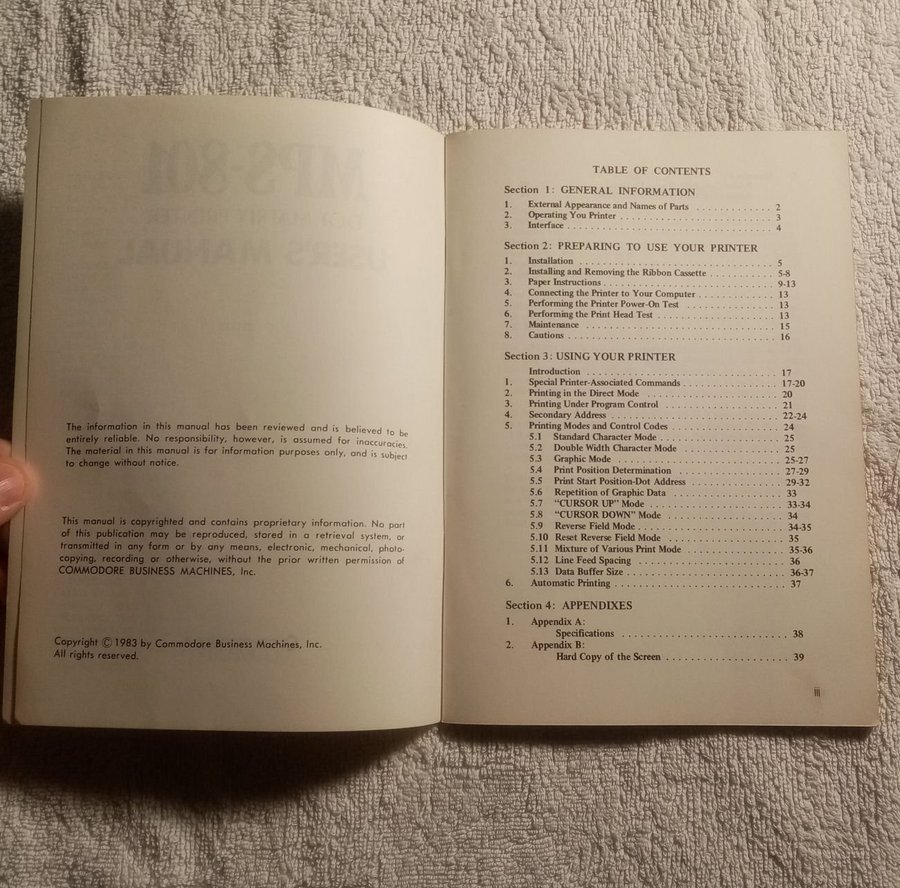 The information in this manual has been reviewed and is believed to be
entirely reliable. No responsibility, however, is assumed for inaccuracies.
The material in this manual is for information purposes only, and is subject
to change without notice.
This manual is copyrighted and contains proprietary information. No part
of this publication may be reproduced, stored in a retrieval system, or
transmitted in any form or by any means, electronic, mechanical, photo-
copying, recording or otherwise, without the prior written permission of
COMMODORE BUSINESS MACHINES, Inc.
Copyright © 1983 by Commodore Business Machines, Inc.
All rights reserved.
TABLE OF CONTENTS
Section 1: GENERAL INFORMATION
1. External Appearance and Names of Parts . . . . . . . . . . . . 2
2. Operating You Printer . . . . . . . . . . . . . . . . . . . . . . . . 3
3. Interface . . . . . . . . . . . . . . . . . . . . . . . . . . . . . . . . . 4
Section 2: PREPARING TO USE YOUR PRINTER
1. Installation . . . . . . . . . . . . . . . . . . . . . . . . . . . . . . . 5
2. Installing and Removing the Ribbon Cassette . . . . . . . . . . 5-8
3. Paper Instructions . . . . . . . . . . . . . . . . . . . . . . . . . . . 9-13
4. Connecting the Printer to Your Computer . . . . . . . . . . . . 13
5. Performing the Printer Power-On Test . . . . . . . . . . . . . 13
6. Performing the Print Head Test . . . . . . . . . . . . . . . . . . 13
7. Maintenance . . . . . . . . . . . . . . . . . . . . . . . . . . . . . . 15
8. Cautions . . . . . . . . . . . . . . . . . . . . . . . . . . . . . . . . . 16
Section 3: USING YOUR PRINTER
Introduction . . . . . . . . . . . . . . . . . . . . . . . . . . . . . . 17
1. Special Printer-Associated Commands . . . . . . . . . . . . . . 17-20
2. Printing in the Direct Mode . . . . . . . . . . . . . . . . . . . . . 20
3. Printing Under Program Control . . . . . . . . . . . . . . . . . . 21
4. Secondary Address . . . . . . . . . . . . . . . . . . . . . . . . . . 22-24
5. Printing Modes and Control Codes . . . . . . . . . . . . . . . . 24
5.1 Standard Character Mode . . . . . . . . . . . . . . . . . . . 25
5.2 Double Width Character Mode . . . . . . . . . . . . . . . 25
5.3 Graphic Mode . . . . . . . . . . . . . . . . . . . . . . . . . . 25-27
5.4 Print Position Determination . . . . . . . . . . . . . . . . 27-29
5.5 Print Start Position-Dot Address . . . . . . . . . . . . . . 29-32
5.6 Repetition of Graphic Data . . . . . . . . . . . . . . . . . 33
5.7 “CURSOR UP” Mode . . . . . . . . . . . . . . . . . . . . . 33-34
5.8 “CURSOR DOWN” Mode . . . . . . . . . . . . . . . . . . 34
5.9 Reverse Field Mode . . . . . . . . . . . . . . . . . . . . . . . 34-35
5.10 Reset Reverse Field Mode . . . . . . . . . . . . . . . . . . 35
5.11 Mixture of Various Print Mode . . . . . . . . . . . . . . . 35-36
5.12 Line Feed Spacing . . . . . . . . . . . . . . . . . . . . . . . 36
5.13 Data Buffer Size . . . . . . . . . . . . . . . . . . . . . . . . . 36-37
6. Automatic Printing . . . . . . . . . . . . . . . . . . . . . . . . . . 37
Section 4: APPENDIXES
1. Appendix A:
Specifications . . . . . . . . . . . . . . . . . . . . . . . . . . 38
2. Appendix B:
Hard Copy of the Screen . . . . . . . . . . . . . . . . . . . 39
iii